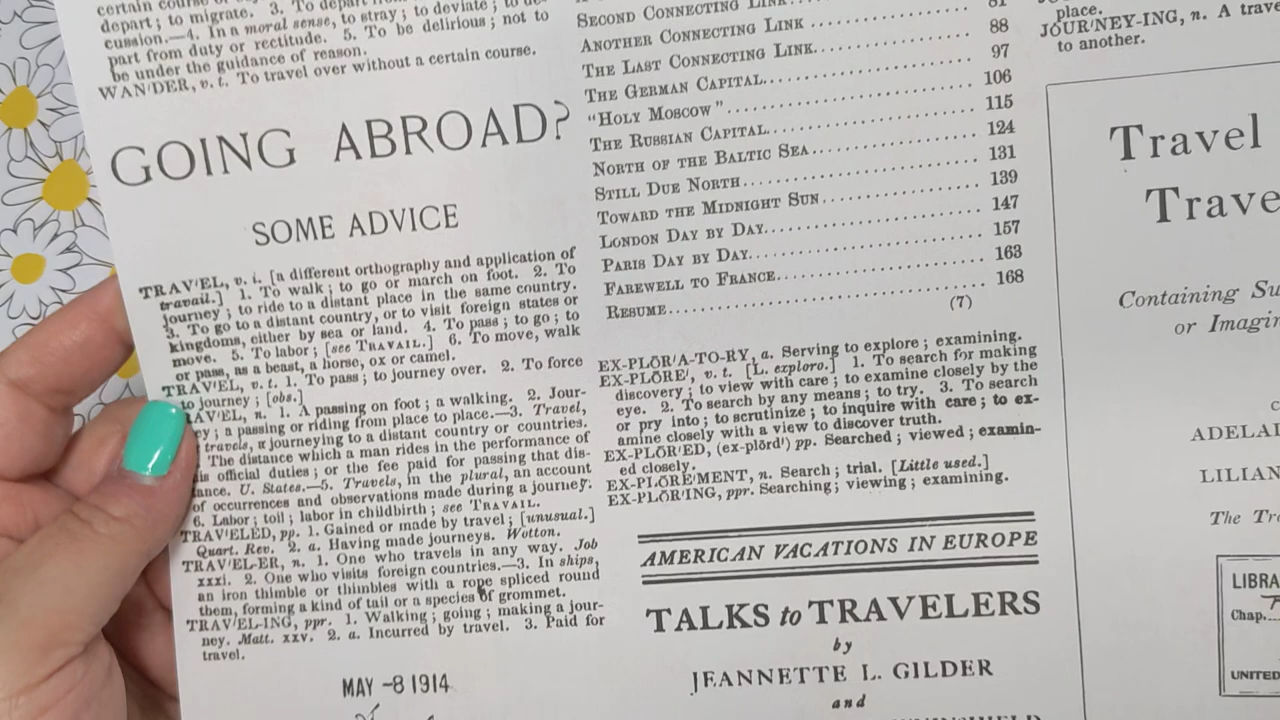 certain course
depart; to migrate. 3. To depart
cussion.—4. In a moral sense, to stray; to deviate; to de-
part from duty or rectitude. 5. To be delirious; not to
be under the guidance of reason.
WAN'DER, v. t. To travel over without a certain course.
GOING ABROAD?
SOME ADVICE
TRAV'EL, v. i. [a different orthography and application of
travail.] 1. To walk; to go or march on foot. 2. To
journey; to ride to a distant place in the same country.
3. To go to a distant country, or to visit foreign states or
kingdoms, either by sea or land. 4. To pass; to go; to
move. 5. To labor; [see TRAVAIL.] 6. To move, walk
or pass, as a beast, a horse, ox or camel.
TRAV'EL, v. t. 1. To pass; to journey over. 2. To force
to journey; [obs.]
AV'EL, n. 1. A passing on foot; a walking. 2. Jour-
ey; a passing or riding from place to place.—3. Travel,
travels, a journeying to a distant country or countries.
The distance which a man rides in the performance of
his official duties; or the fee paid for passing that dis-
tance. U. States.—5. Travels, in the plural, an account
of occurrences and observations made during a journey.
6. Labor; toil; labor in childbirth; see TRAVAIL.
TRAV'ELED, pp. 1. Gained or made by travel; [unusual.]
Quart. Rev. 2. a. Having made journeys. Wotton.
TRAV'EL-ER, n. 1. One who travels in any way. Job
xxxi. 2. One who visits foreign countries.—3. In ships,
an iron thimble or thimbles with a rope spliced round
them, forming a kind of tail or a species of grommet.
TRAV'EL-ING, ppr. 1. Walking; going; making a jour-
ney. Matt. xxv. 2. a. Incurred by travel. 3. Paid for
travel.
MAY -8 1914
SECOND CONNECTING LINK 81
ANOTHER CONNECTING LINK 88
THE LAST CONNECTING LINK 97
THE GERMAN CAPITAL 106
"HOLY MOSCOW" 115
THE RUSSIAN CAPITAL 124
NORTH OF THE BALTIC SEA 131
STILL DUE NORTH 139
TOWARD THE MIDNIGHT SUN 147
LONDON DAY BY DAY 157
PARIS DAY BY DAY 163
FAREWELL TO FRANCE 168
RESUME
(7)
EX-PLŌR'A-TO-RY, a. Serving to explore; examining.
EX-PLŌRE', v. t. [L. exploro.] 1. To search for making
discovery; to view with care; to examine closely by the
eye. 2. To search by any means; to try. 3. To search
or pry into; to scrutinize; to inquire with care; to ex-
amine closely with a view to discover truth.
EX-PLŌR'ED, (ex-plōrd') pp. Searched; viewed; examin-
ed closely.
EX-PLŌRE'MENT, n. Search; trial. [Little used.]
EX-PLŌR'ING, ppr. Searching; viewing; examining.
AMERICAN VACATIONS IN EUROPE
TALKS to TRAVELERS
by
JEANNETTE L. GILDER
and
place.
JOUR'NEY-ING, n. A trave
to another.
Travel
Trave
Containing Su
or Imagin
ADELAI
LILIAN
The Tr
LIBRA
Chap.
UNITED